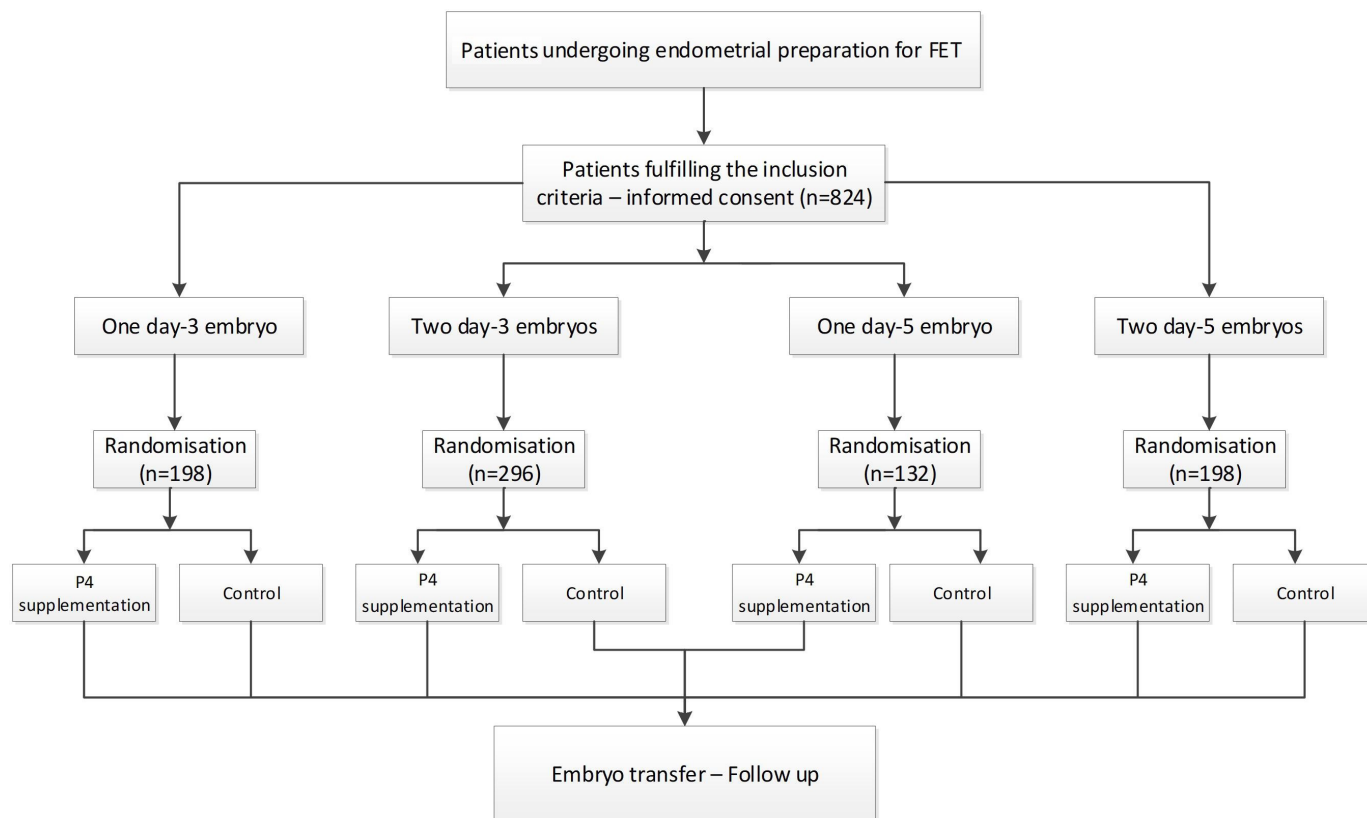 Patients undergoing endometrial preparation for FET
Patients fulfilling the inclusion
criteria – informed consent (n=824)
One day-3 embryo
Two day-3 embryos
One day-5 embryo
Two day-5 embryos
Randomisation
(n=198)
Randomisation
(n=296)
Randomisation
(n=132)
Randomisation
(n=198)
P4
supplementation
Control
P4
supplementation
Control
P4
supplementation
Control
P4
supplementation
Control
Embryo transfer – Follow up